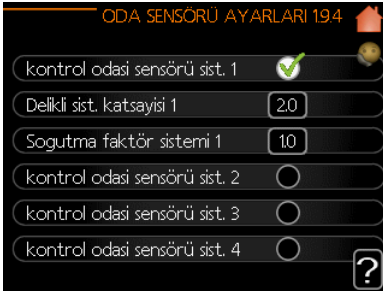 ODA SENSÖRÜ AYARLARI 1.9.4
kontrol odasi sensörü sist. 1
Delikli sist. katsayisi 1 2.0
Sogutma faktör sistemi 1 1.0
kontrol odasi sensörü sist. 2
kontrol odasi sensörü sist. 3
kontrol odasi sensörü sist. 4
?